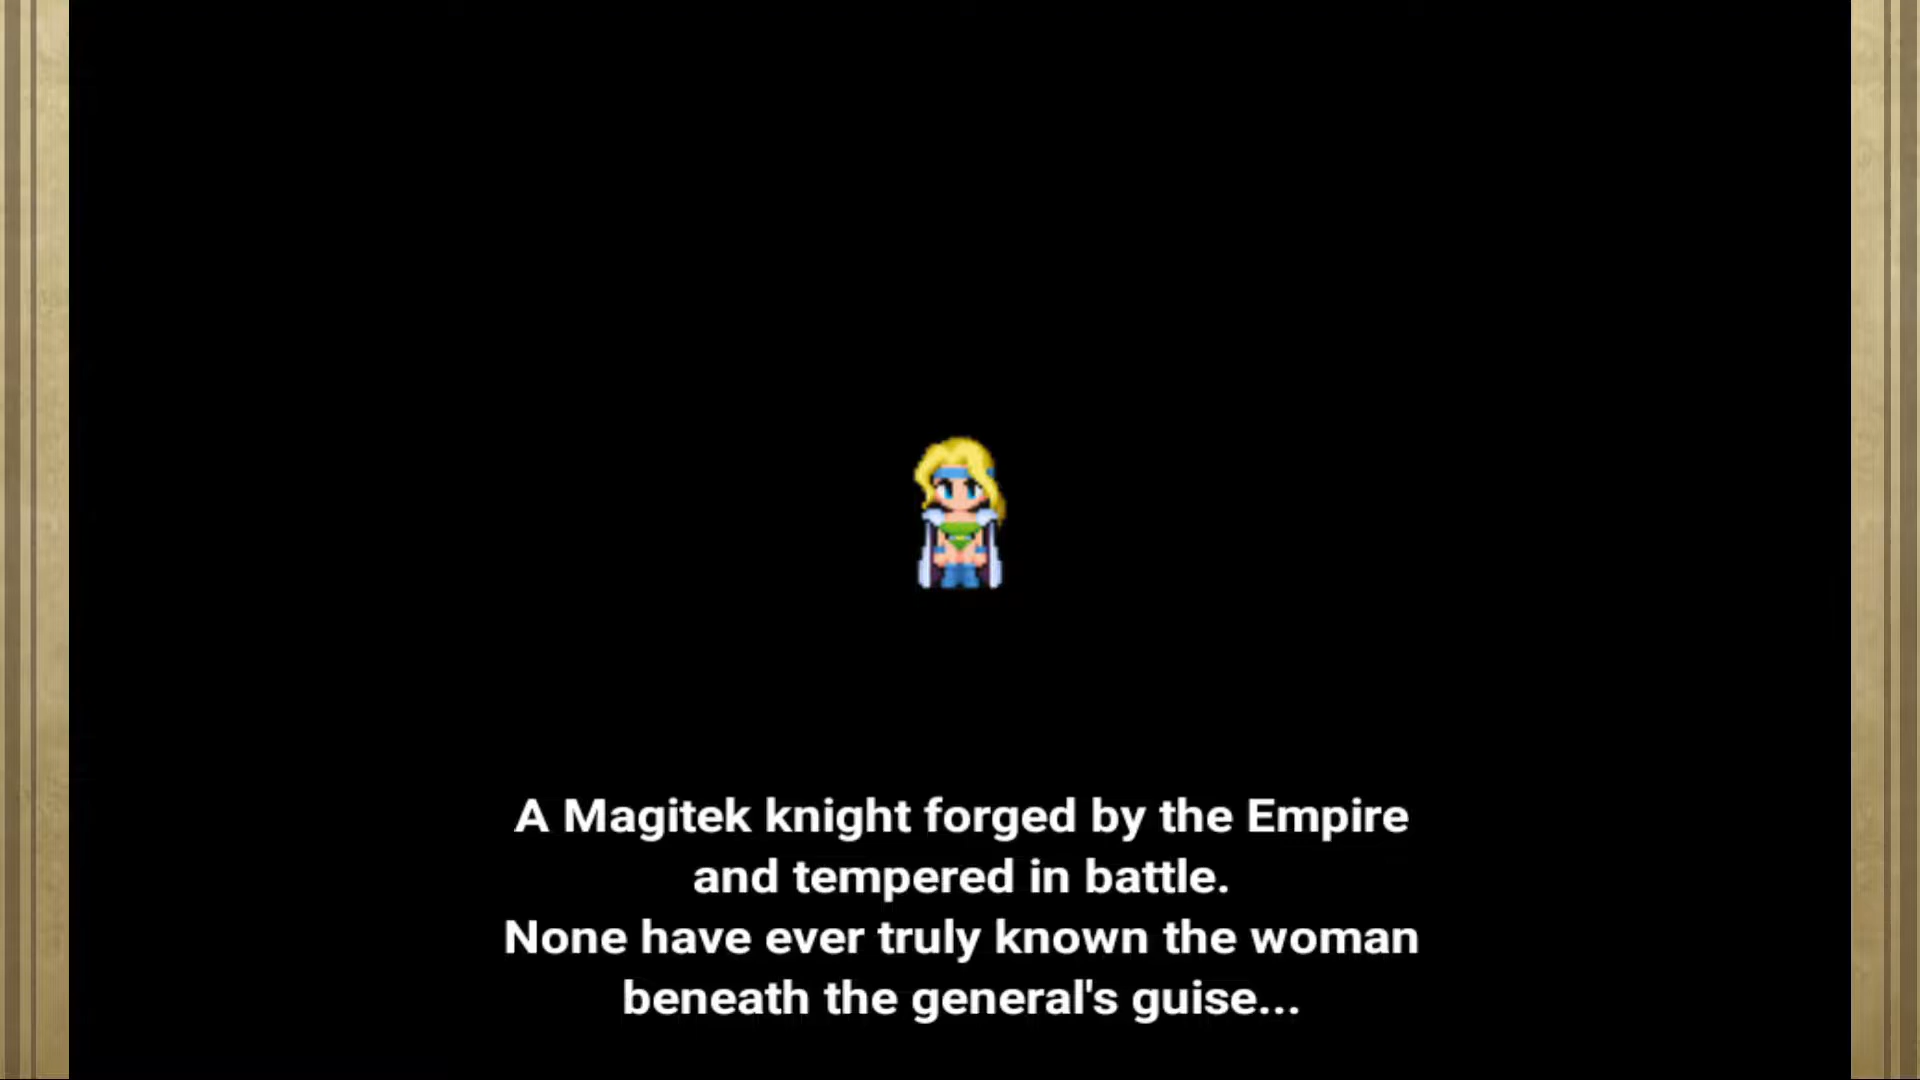 A Magitek knight forged by the Empire
and tempered in battle.
None have ever truly known the woman
beneath the general's guise...